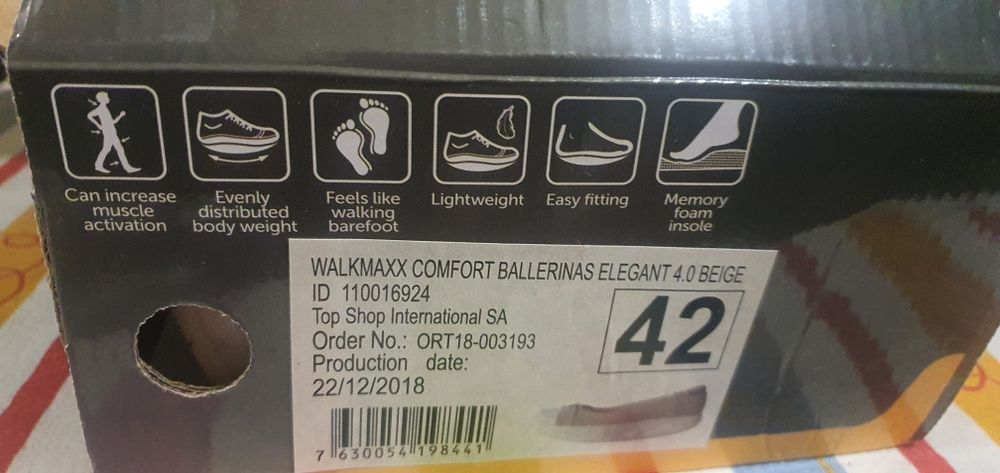 Can increase
muscle
activation
Evenly
distributed
body weight
Feels like
walking
barefoot
Lightweight
Easy fitting
Memory
foam
insole
WALKMAXX COMFORT BALLERINAS ELEGANT 4.0 BEIGE
ID 110016924
Top Shop International SA
Order No.: ORT18-003193
Production date:
22/12/2018
42
7 630054 198441